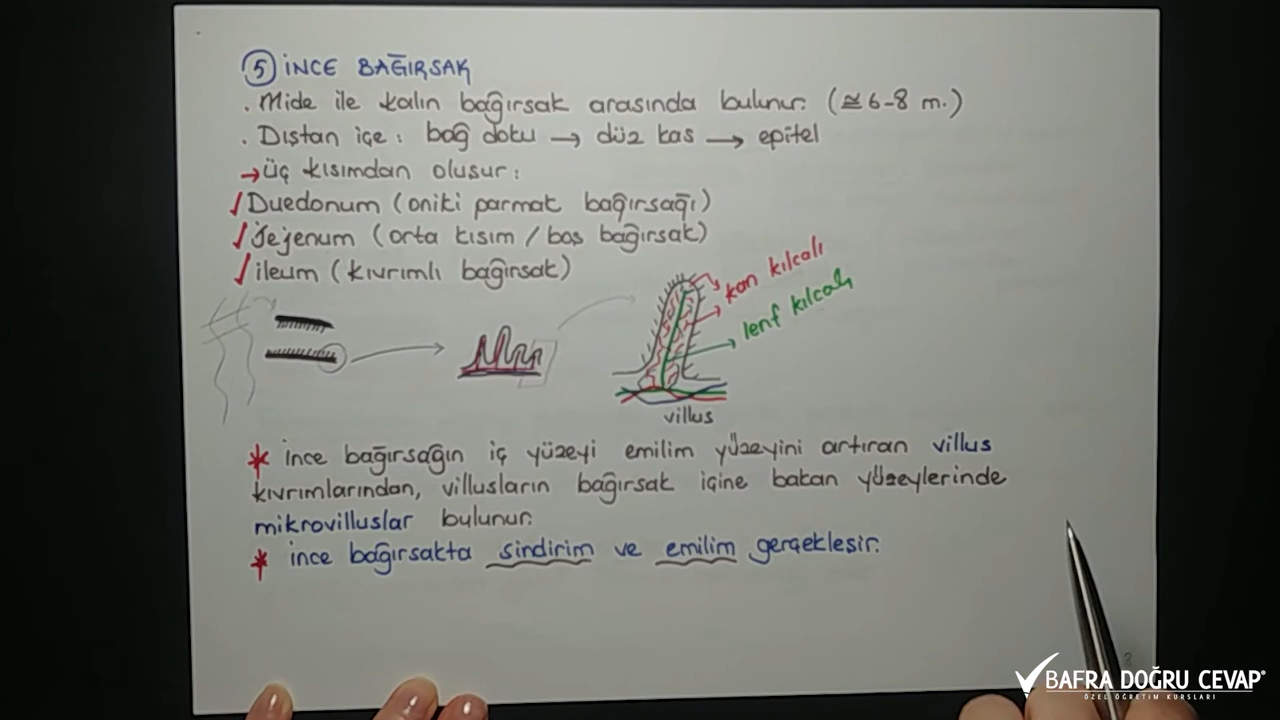 5 İNCE BAĞIRSAK
. Mide ile kalın bağırsak arasında bulunur. (≅ 6-8 m.)
. Dıştan içe : bağ doku → düz kas → epitel
→ üç kısımdan oluşur :
✓ Duedonum (oniki parmak bağırsağı)
✓ Jejenum (orta kısım / boş bağırsak)
✓ ileum (kıvrımlı bağırsak)
kan kılcalı
lenf kılcalı
villus
* ince bağırsağın iç yüzeyi emilim yüzeyini artıran villus
kıvrımlarından, villusların bağırsak içine bakan yüzeylerinde
mikrovilluslar bulunur.
* ince bağırsakta sindirim ve emilim gerçekleşir.
BAFRA DOĞRU CEVAP®
ÖZEL ÖĞRETİM KURSLARI